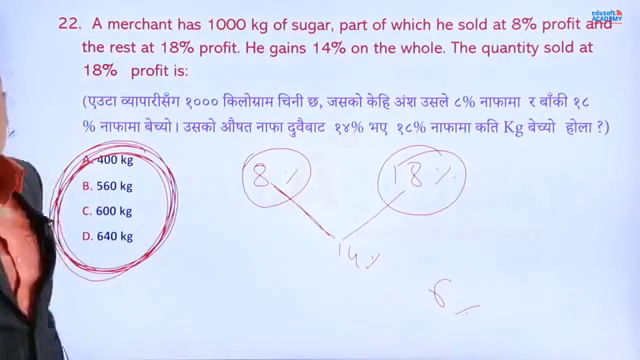 edusoft
ACADEMY
22. A merchant has 1000 kg of sugar, part of which he sold at 8% profit and
the rest at 18% profit. He gains 14% on the whole. The quantity sold at
18% profit is:
(एउटा व्यापारीसँग १००० किलोग्राम चिनी छ, जसको केहि अंश उसले ८% नाफामा र बाँकी १८
% नाफामा बेच्यो। उसको औषत नाफा दुवैबाट १४% भए १८% नाफामा कति Kg बेच्यो होला ?)
A. 400 kg
B. 560 kg
C. 600 kg
D. 640 kg
8 %
18 %
14%